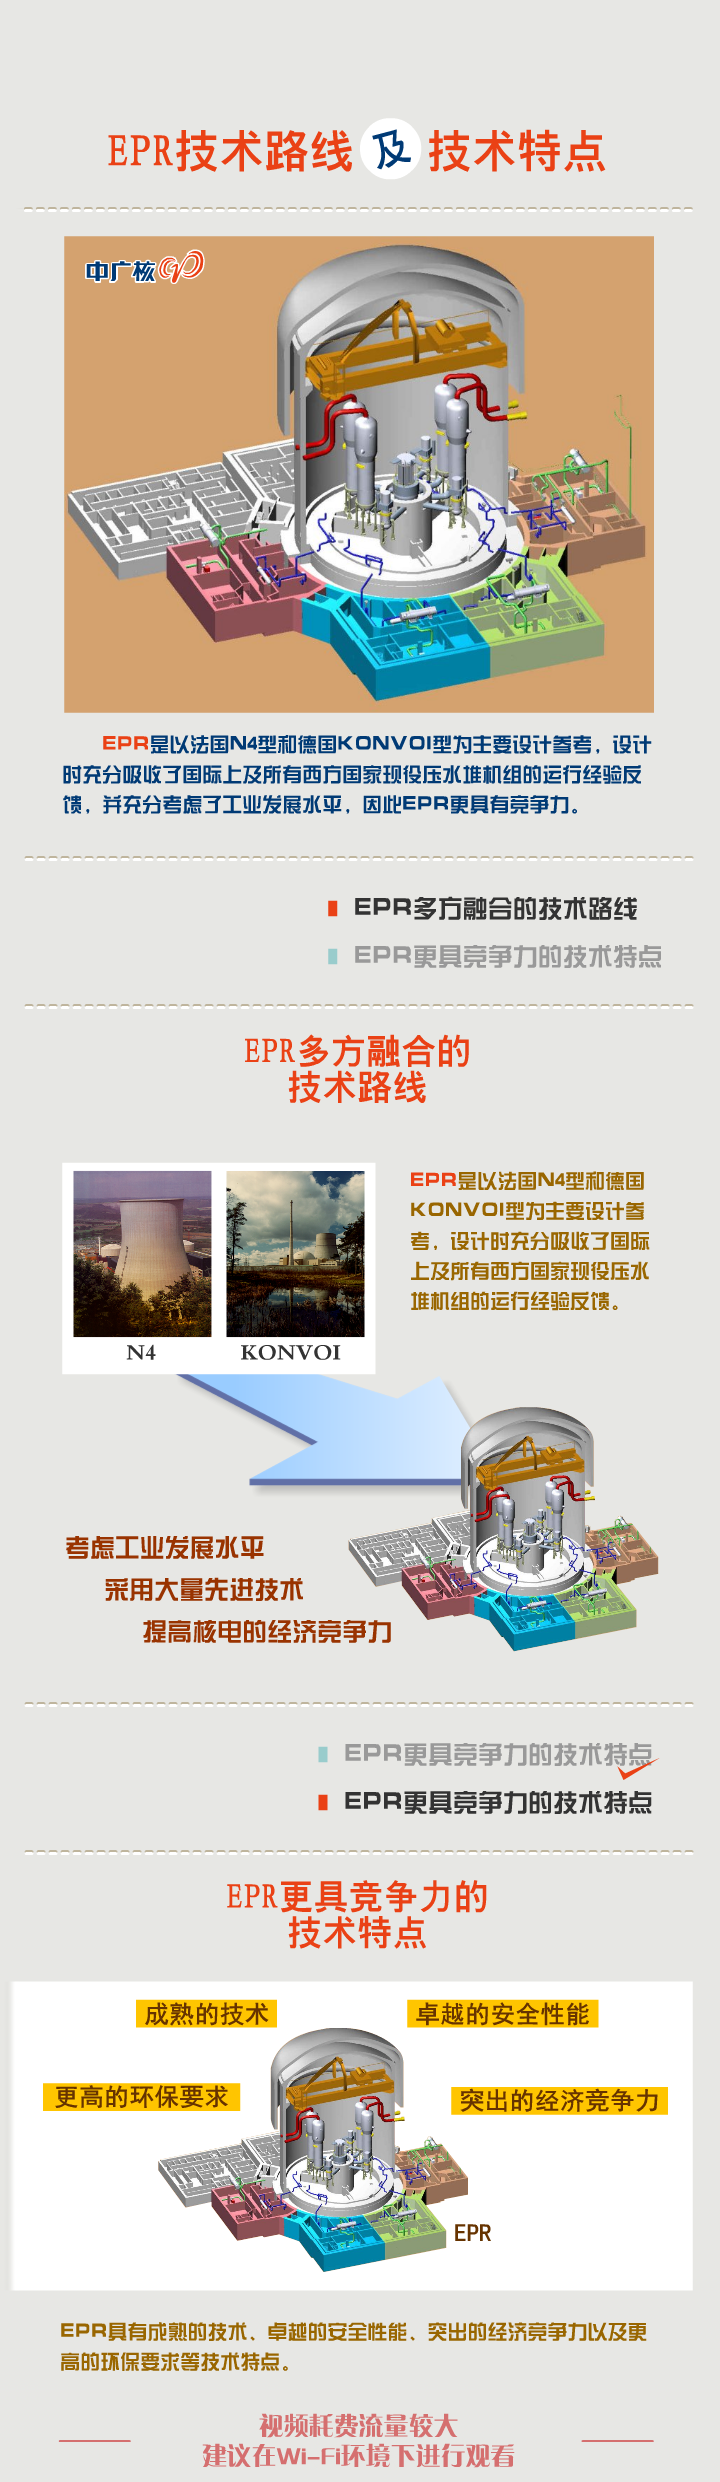 EPR技术路线及技术特点
中广核
EPR是以法国N4型和德国KONVOI型为主要设计参考，设计
时充分吸收了国际上及所有西方国家现役压水堆机组的运行经验反
馈，并充分考虑了工业发展水平，因此EPR更具有竞争力。
EPR多方融合的技术路线
EPR更具竞争力的技术特点
EPR多方融合的
技术路线
EPR是以法国N4型和德国
KONVOI型为主要设计参
考，设计时充分吸收了国际
上及所有西方国家现役压水
堆机组的运行经验反馈。
N4
KONVOI
考虑工业发展水平
采用大量先进技术
提高核电的经济竞争力
EPR更具竞争力的技术特点
EPR更具竞争力的技术特点
EPR更具竞争力的
技术特点
成熟的技术
卓越的安全性能
更高的环保要求
突出的经济竞争力
EPR
EPR具有成熟的技术、卓越的安全性能、突出的经济竞争力以及更
高的环保要求等技术特点。
视频耗费流量较大
建议在Wi-Fi环境下进行观看